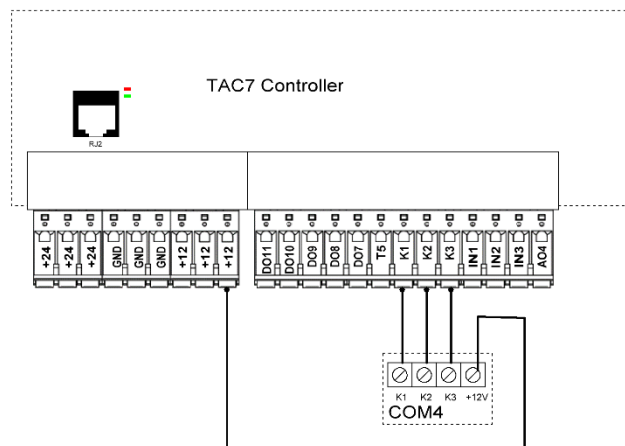 TAC7 Controller
RJ2
+24 +24 +24 GND GND GND +12 +12 +12 DO11 DO10 DO9 DO8 DO7 T5 K1 K2 K3 IN1 IN2 IN3 AO4
K1 K2 K3 +12V
COM4